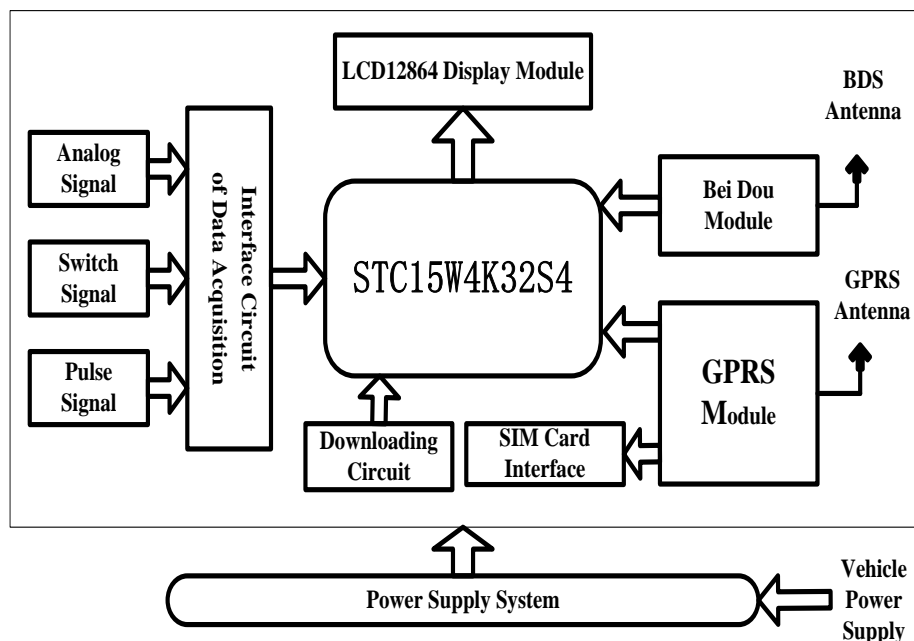 LCD12864 Display Module
BDS
Antenna
Analog
Signal
Interface Circuit
of Data Acquisition
Bei Dou
Module
Switch
Signal
STC15W4K32S4
GPRS
Antenna
Pulse
Signal
GPRS
Module
Downloading
Circuit
SIM Card
Interface
Power Supply System
Vehicle
Power
Supply